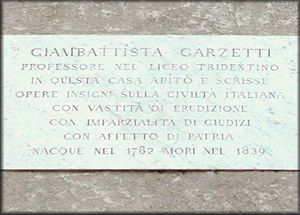 GIAMBATTISTA GARZETTI
PROFESSORE NEL LICEO TRIDENTINO
IN QUESTA CASA ABITÒ E SCRISSE
OPERE INSIGNI SULLA CIVILTÀ ITALIANA
CON VASTITÀ DI ERUDIZIONE
CON IMPARZIALITÀ DI GIUDIZI
CON AFFETTO DI PATRIA
NACQUE NEL 1782 MORÌ NEL 1839